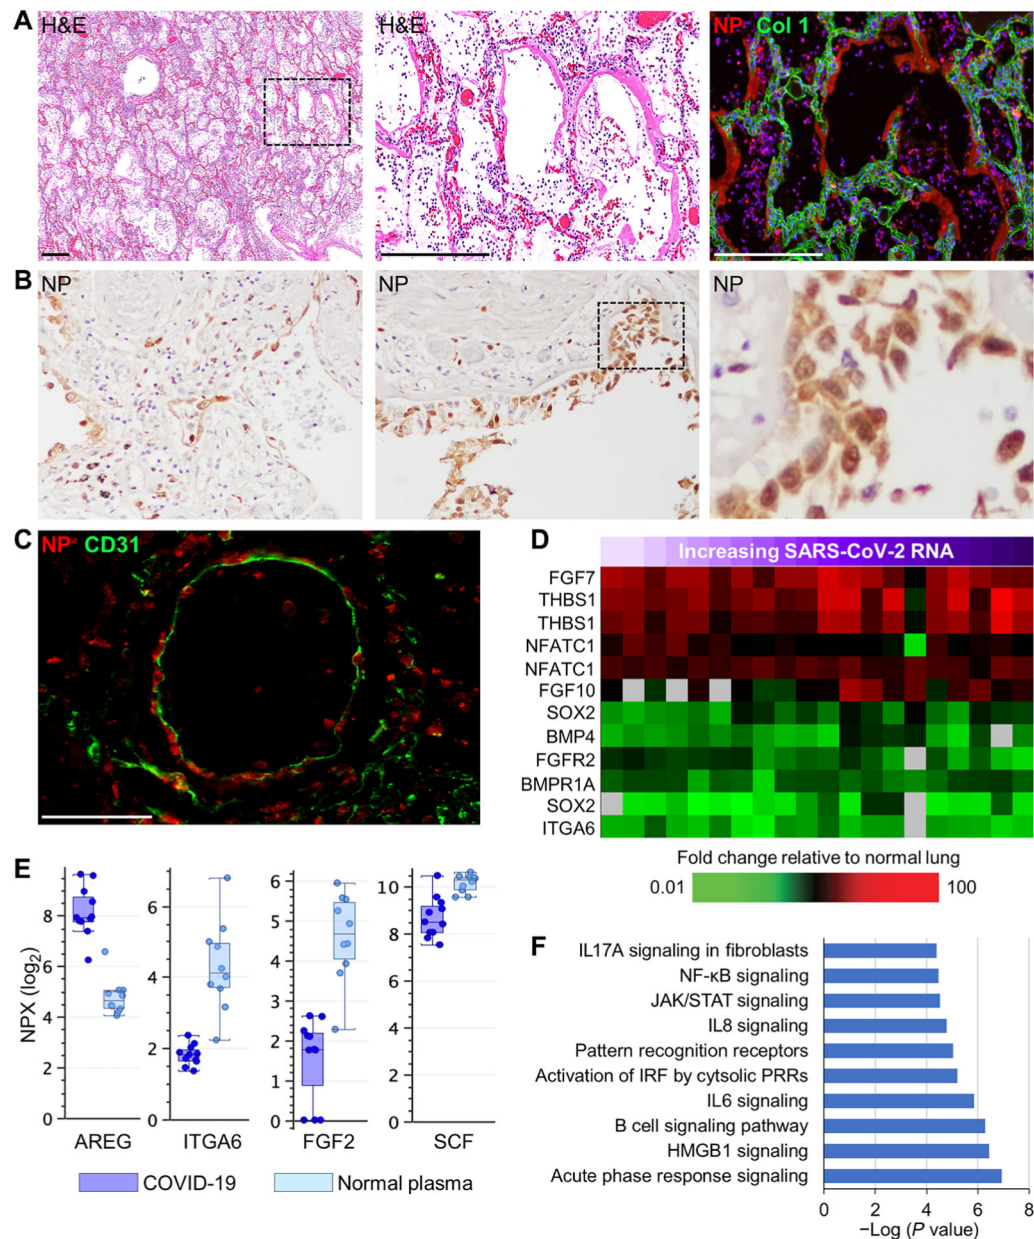 A
H&E
H&E
NP Col 1
B
NP
NP
NP
C
NP CD31
D
Increasing SARS-CoV-2 RNA
FGF7
THBS1
THBS1
NFATC1
NFATC1
FGF10
SOX2
BMP4
FGFR2
BMPR1A
SOX2
ITGA6
Fold change relative to normal lung
0.01
100
E
NPX (log2)
10
8
6
4
2
0
6
4
2
0
6
5
4
3
2
1
0
10
8
6
4
2
0
AREG
ITGA6
FGF2
SCF
COVID-19
Normal plasma
F
IL17A signaling in fibroblasts
NF-κB signaling
JAK/STAT signaling
IL8 signaling
Pattern recognition receptors
Activation of IRF by cytsolic PRRs
IL6 signaling
B cell signaling pathway
HMGB1 signaling
Acute phase response signaling
0 2 4 6 8
−Log (P value)